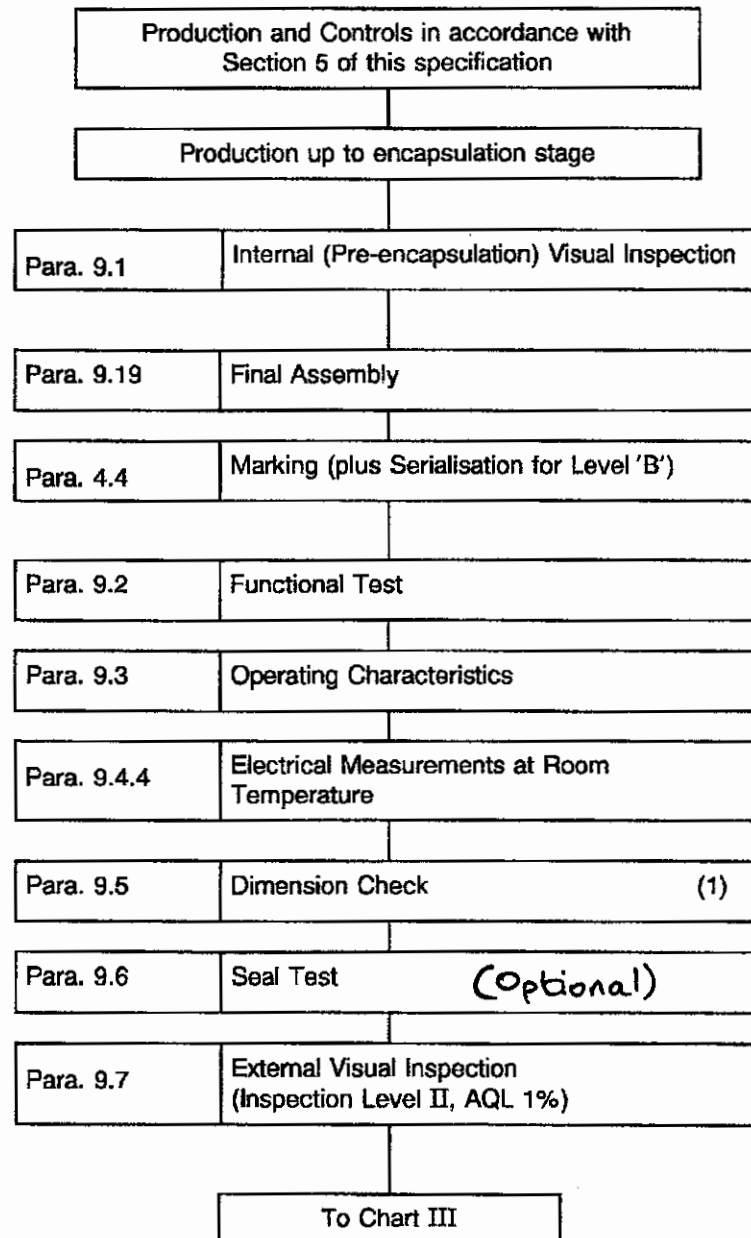 Production and Controls in accordance with
Section 5 of this specification
Production up to encapsulation stage
Para. 9.1 Internal (Pre-encapsulation) Visual Inspection
Para. 9.19 Final Assembly
Para. 4.4 Marking (plus Serialisation for Level 'B')
Para. 9.2 Functional Test
Para. 9.3 Operating Characteristics
Para. 9.4.4 Electrical Measurements at Room
Temperature
Para. 9.5 Dimension Check (1)
Para. 9.6 Seal Test (Optional)
Para. 9.7 External Visual Inspection
(Inspection Level II, AQL 1%)
To Chart III